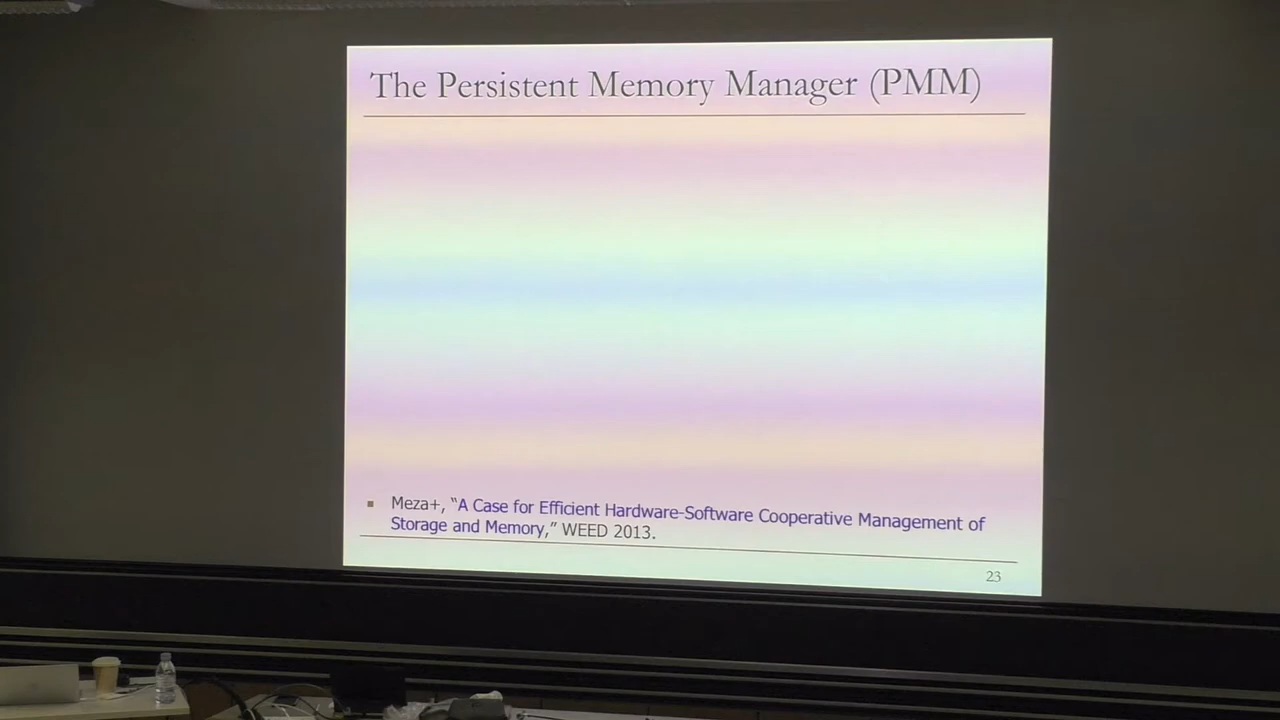 The Persistent Memory Manager (PMM)
▪ Meza+, “A Case for Efficient Hardware-Software Cooperative Management of
Storage and Memory,” WEED 2013.
23